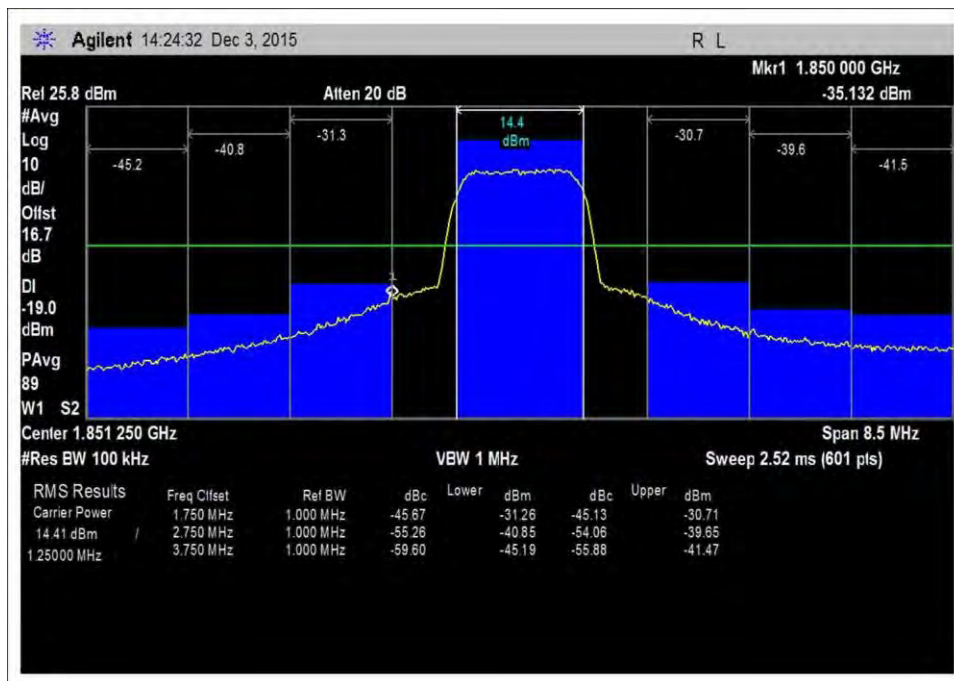 Agilent 14:24:32 Dec 3, 2015 R L
Mkr1 1.850 000 GHz
Rel 25.8 dBm Atten 20 dB -35.132 dBm
#Avg
Log
10
dB/
Offst
16.7
dB
DI
-19.0
dBm
PAvg
89
W1 S2
-45.2 -40.8 -31.3 14.4 dBm -30.7 -39.6 -41.5
1
Center 1.851 250 GHz Span 8.5 MHz
#Res BW 100 kHz VBW 1 MHz Sweep 2.52 ms (601 pts)
RMS Results Freq Offset Ref BW dBc Lower dBm dBc Upper dBm
Carrier Power 1.750 MHz 1.000 MHz -45.67 -31.26 -45.13 -30.71
14.41 dBm / 2.750 MHz 1.000 MHz -55.26 -40.85 -54.06 -39.65
1.25000 MHz 3.750 MHz 1.000 MHz -59.60 -45.19 -55.88 -41.47